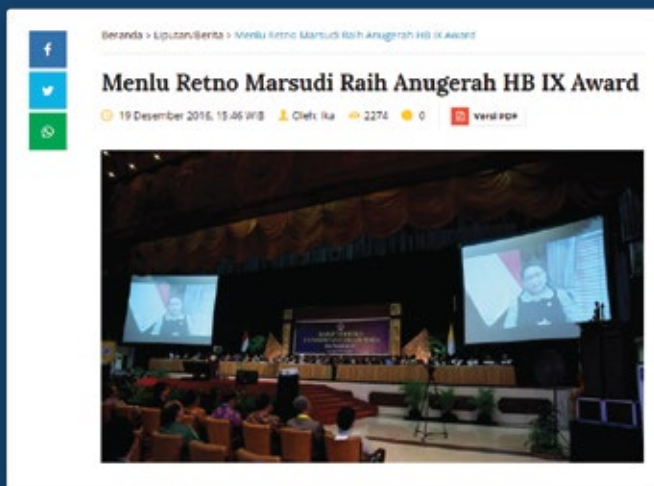 Beranda > Liputan/Berita > Menlu Retno Marsudi Raih Anugerah HB IX Award
Menlu Retno Marsudi Raih Anugerah HB IX Award
19 Desember 2016, 15:46 WIB Oleh: Ika 2274 0 Versi PDF